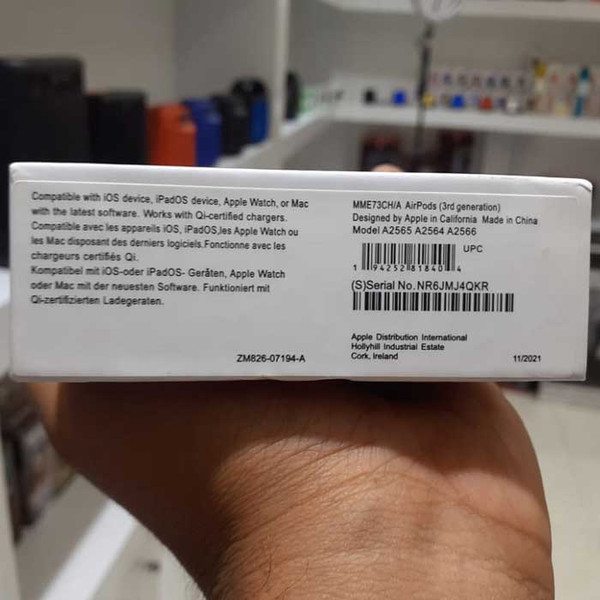 Compatible with iOS device, iPadOS device, Apple Watch, or Mac
with the latest software. Works with Qi-certified chargers.
Compatible avec les appareils iOS, iPadOS,les Apple Watch ou
les Mac disposant des derniers logiciels.Fonctionne avec les
chargeurs certifiés Qi.
Kompatibel mit iOS-oder iPadOS- Geräten, Apple Watch
oder Mac mit der neuesten Software. Funktioniert mit
Qi-zertifizierten Ladegeraten.
ZM826-07194-A
MME73CH/A AirPods (3rd generation)
Designed by Apple in California Made in China
Model A2565 A2564 A2566
UPC
1 94252 81840 4
(S)Serial No. NR6JMJ4QKR
Apple Distribution International
Hollyhill Industrial Estate
Cork, Ireland
11/2021